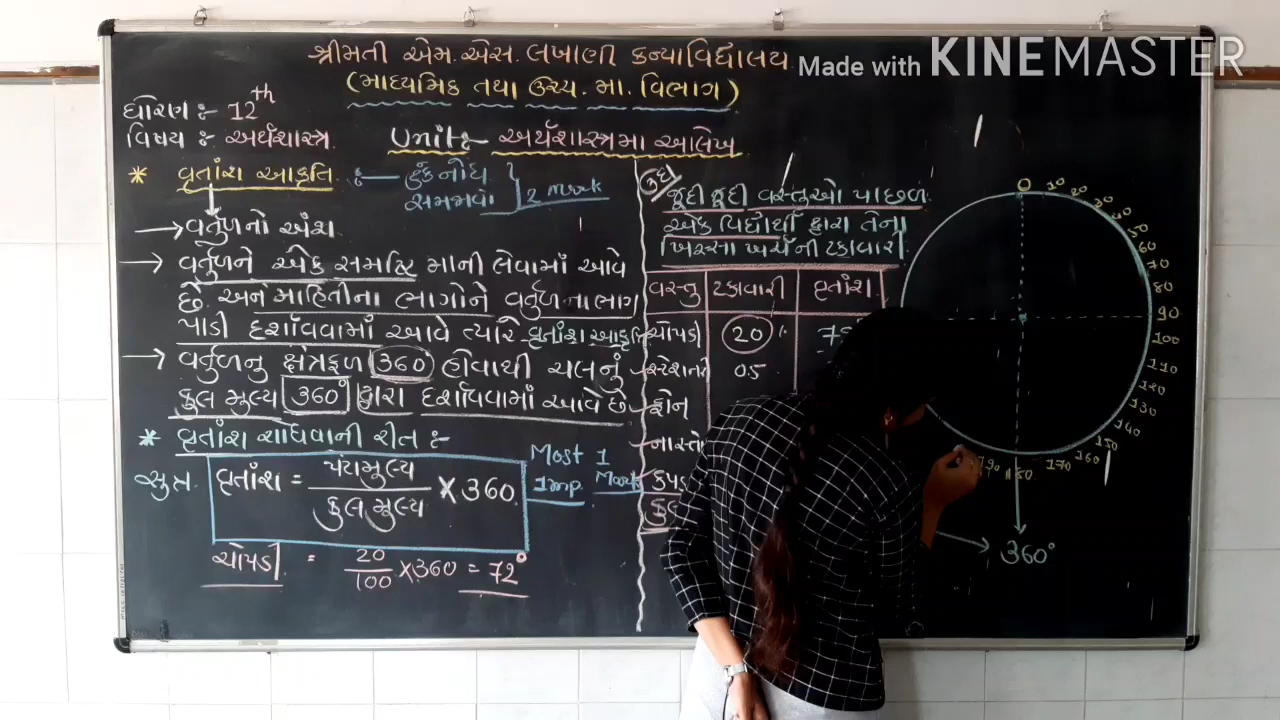 શ્રીમતી એમ.એસ. લખાણી કન્યાવિદ્યાલય
Made with KINEMASTER
(માધ્યમિક તથા ઉચ્ચ. મા. વિભાગ)
ધોરણ :- 12th
વિષય :- અર્થશાસ્ત્ર
Unit :- અર્થશાસ્ત્રમા આલેખ
* વૃતાંશ આકૃતિ
ટુંકનોધ
સમજાવો
2 mark
→ વર્તુળનો અંશ
→ વર્તુળને એક સમષ્ટિ માની લેવામાં આવે
છે. અને માહિતીના ભાગોને વર્તુળના ભાગ
પાડી દર્શાવવામાં આવે ત્યારે વૃતાંશ આકૃતિ
→ વર્તુળનુ ક્ષેત્રફળ 360 હોવાથી ચલનું
કુલ મુલ્ય 360° દ્વારા દર્શાવવામાં આવે છે
* વૃતાંશ શોધવાની રીત :-
સુત્ર
વૃતાંશ = પંચમુલ્ય / કુલ મુલ્ય × 360
Most 1
Imp Mark
ચોપડી = 20/100 × 360 = 72°
જૂદી જૂદી વસ્તુઓ પાછળ
એક વિદ્યાર્થી દ્વારા તેના
ખિસ્સા ખર્ચની ટકાવારી
વસ્તુ ટકાવારી વૃતાંશ
ચોપડી 20 %
સ્ટેશનરી 05
ફોન
નાસ્તો
કપડ
કુલ
0 10 20 30 40 50 60 70 80 90 100 110 120 130 140 150 160 170 180 190
360°